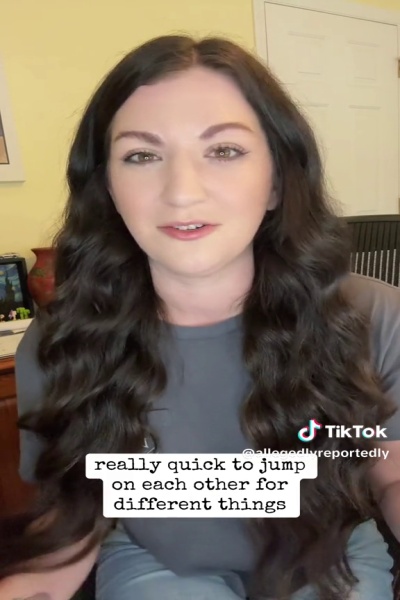 TikTok
@allegedlyreportedly
really quick to jump
on each other for
different things